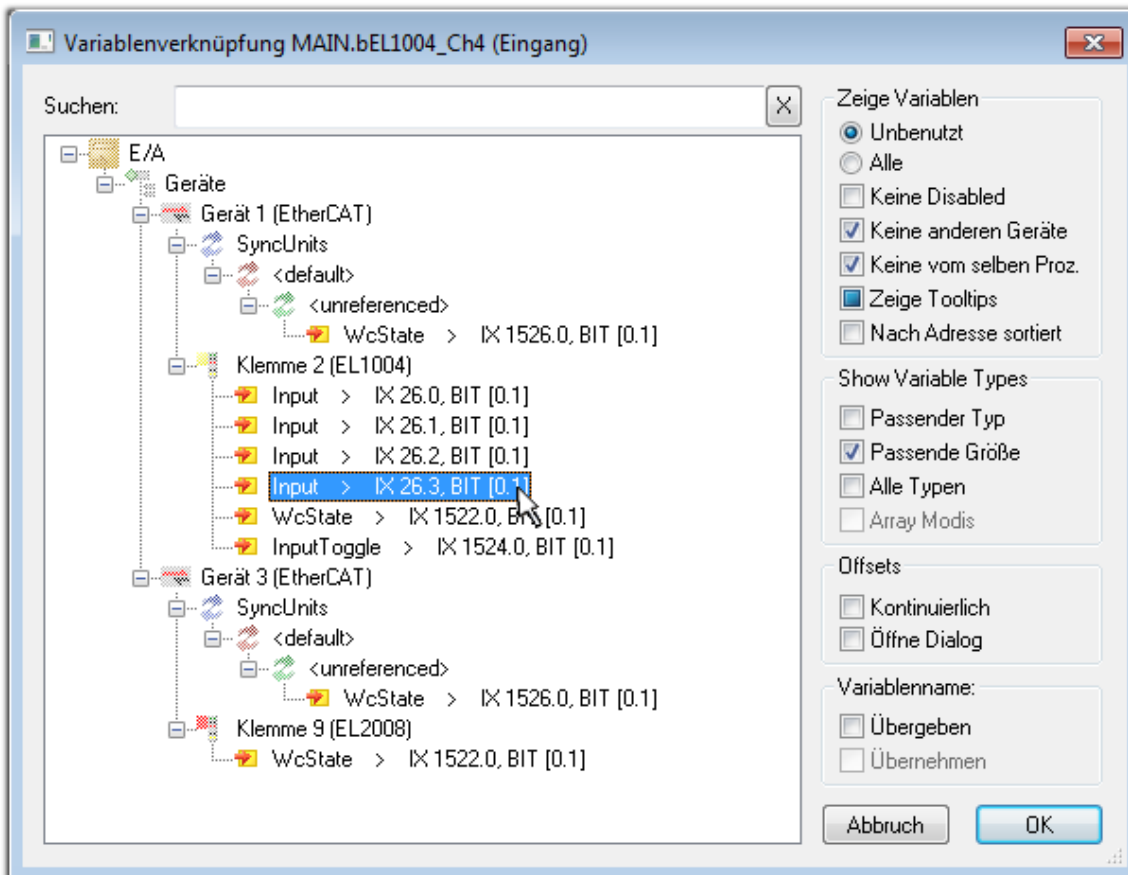 Variablenverknüpfung MAIN.bEL1004_Ch4 (Eingang)
Suchen:
X
E/A
Geräte
Gerät 1 (EtherCAT)
SyncUnits
<default>
<unreferenced>
WcState > IX 1526.0, BIT [0.1]
Klemme 2 (EL1004)
Input > IX 26.0, BIT [0.1]
Input > IX 26.1, BIT [0.1]
Input > IX 26.2, BIT [0.1]
Input > IX 26.3, BIT [0.1]
WcState > IX 1522.0, BIT [0.1]
InputToggle > IX 1524.0, BIT [0.1]
Gerät 3 (EtherCAT)
SyncUnits
<default>
<unreferenced>
WcState > IX 1526.0, BIT [0.1]
Klemme 9 (EL2008)
WcState > IX 1522.0, BIT [0.1]
Zeige Variablen
Unbenutzt
Alle
Keine Disabled
Keine anderen Geräte
Keine vom selben Proz.
Zeige Tooltips
Nach Adresse sortiert
Show Variable Types
Passender Typ
Passende Größe
Alle Typen
Array Modis
Offsets
Kontinuierlich
Öffne Dialog
Variablenname:
Übergeben
Übernehmen
Abbruch
OK